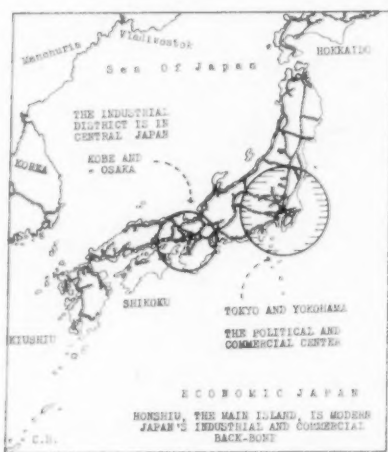 Manchuria
Vladivostok
HOKKAIDO
Sea Of Japan
THE INDUSTRIAL
DISTRICT IS IN
CENTRAL JAPAN
KOREA
KOBE AND
OSAKA
SHIKOKU
TOKYO AND YOKOHAMA
KIUSHIU
THE POLITICAL AND
COMMERCIAL CENTER
ECONOMIC JAPAN
HONSHIU, THE MAIN ISLAND, IS MODERN
JAPAN'S INDUSTRIAL AND COMMERCIAL
BACK-BONE